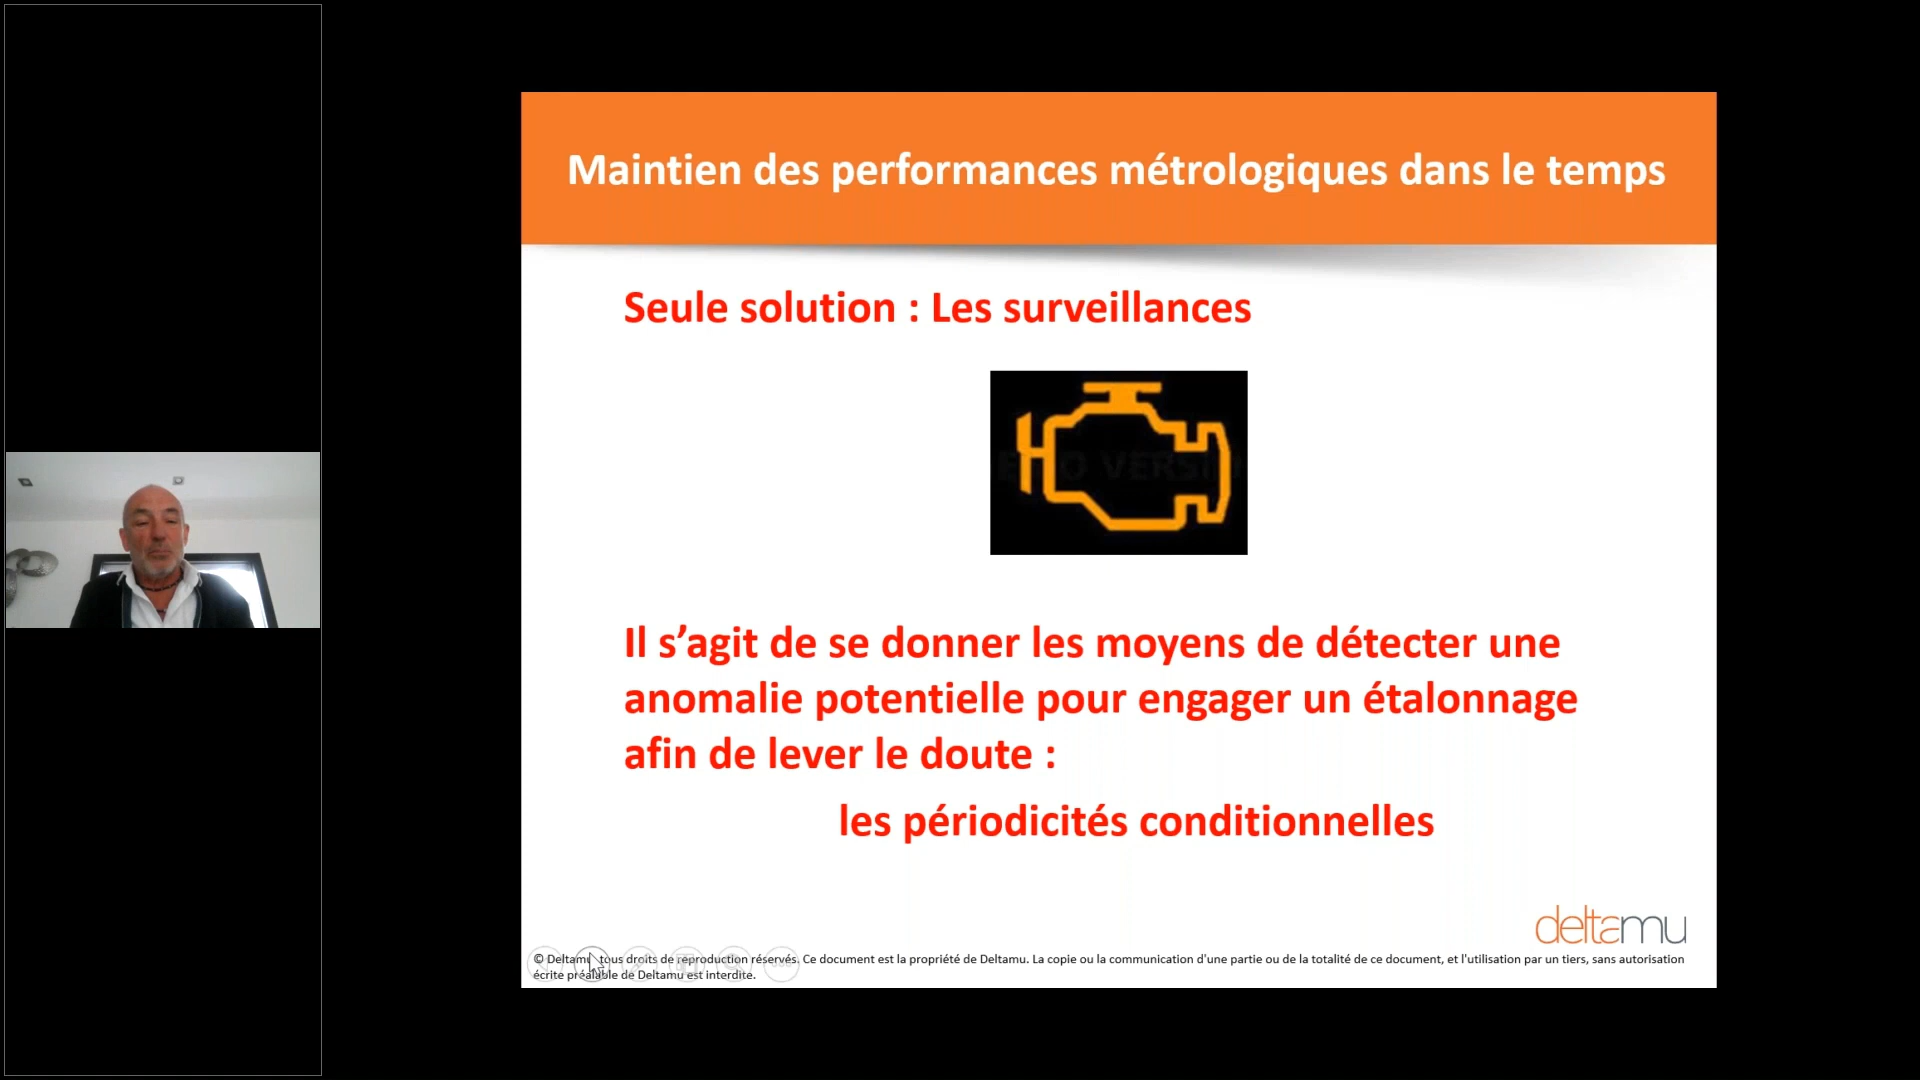 Maintien des performances métrologiques dans le temps
Seule solution : Les surveillances
Il s’agit de se donner les moyens de détecter une
anomalie potentielle pour engager un étalonnage
afin de lever le doute :
les périodicités conditionnelles
deltamu
© Deltamu, tous droits de reproduction réservés. Ce document est la propriété de Deltamu. La copie ou la communication d'une partie ou de la totalité de ce document, et l'utilisation par un tiers, sans autorisation
écrite préalable de Deltamu est interdite.